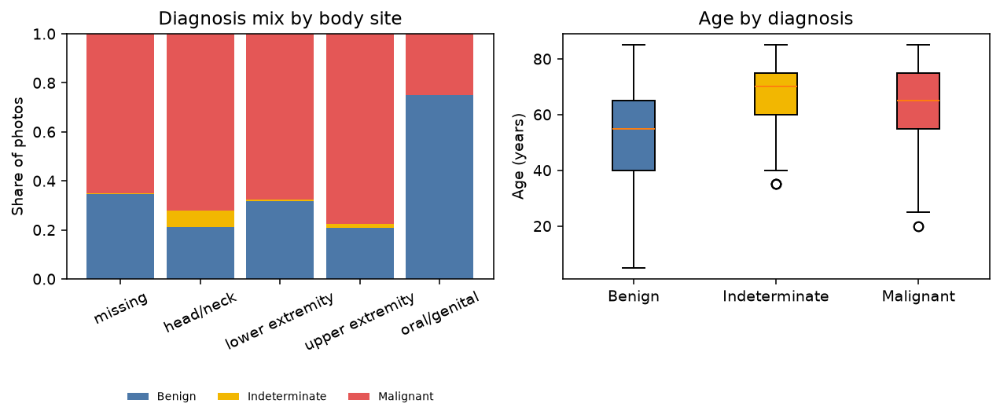 Diagnosis mix by body site
Share of photos
1.0
0.8
0.6
0.4
0.2
0.0
missing
head/neck
lower extremity
upper extremity
oral/genital
Benign
Indeterminate
Malignant
Age by diagnosis
Age (years)
80
60
40
20
Benign
Indeterminate
Malignant